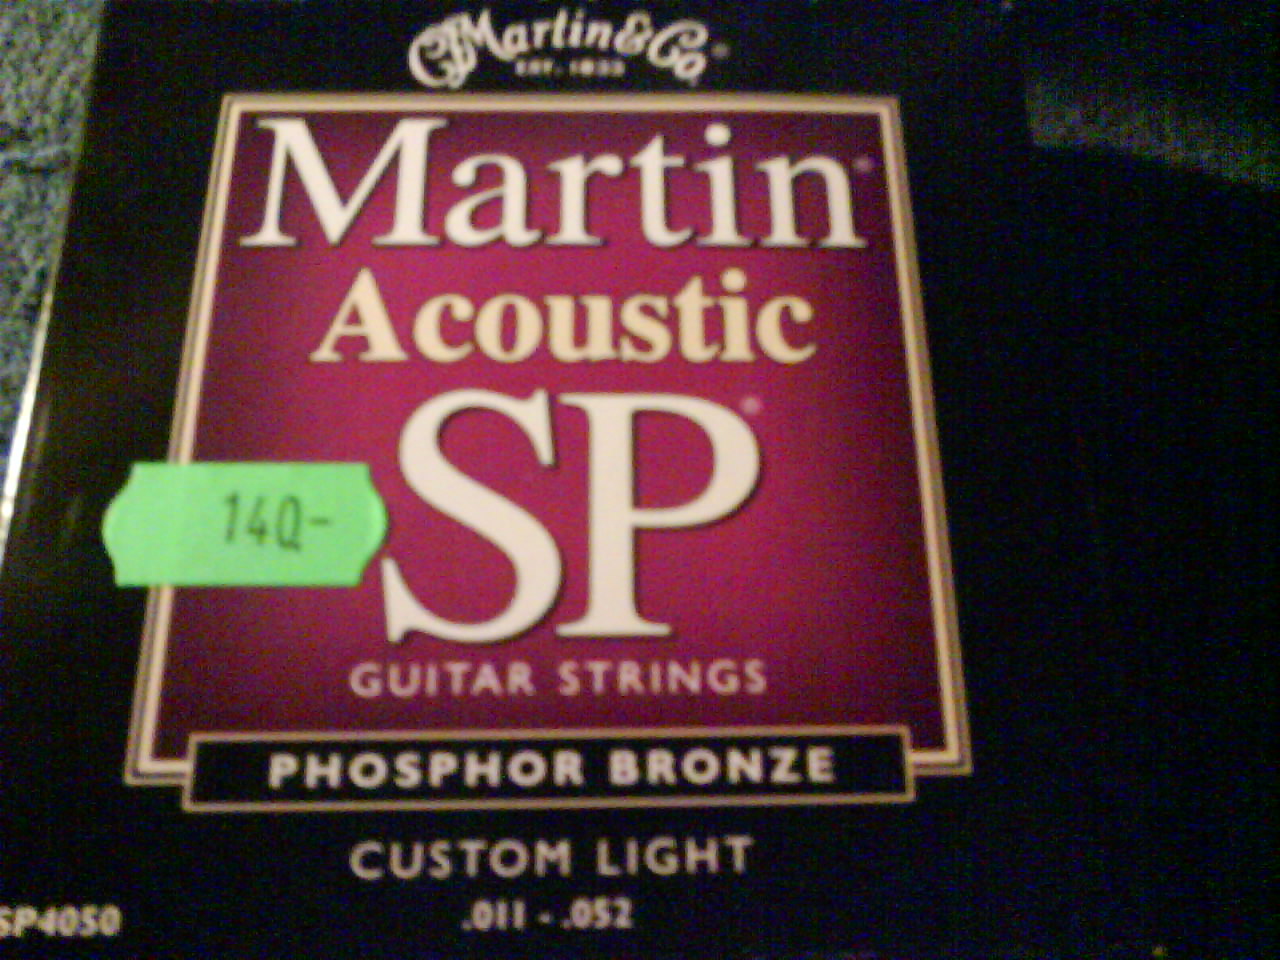 CFMartin & Co.®
EST. 1833
Martin®
Acoustic
SP®
140-
GUITAR STRINGS
PHOSPHOR BRONZE
CUSTOM LIGHT
.011 - .052
SP4050